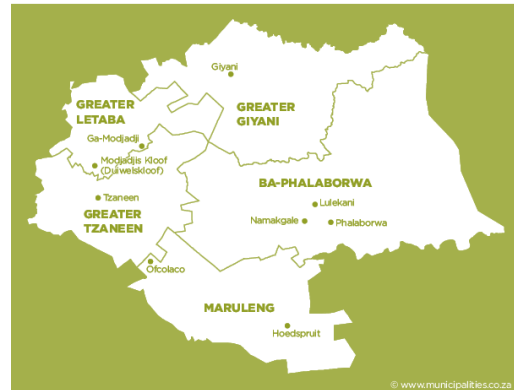 Giyani
GREATER
LETABA
GREATER
GIYANI
Ga-Modjadji
Modjadjis Kloof
(Duiwelskloof)
BA-PHALABORWA
Tzaneen
Lulekani
GREATER
TZANEEN
Namakgale
Phalaborwa
Ofcolaco
MARULENG
Hoedspruit
© www.municipalities.co.za